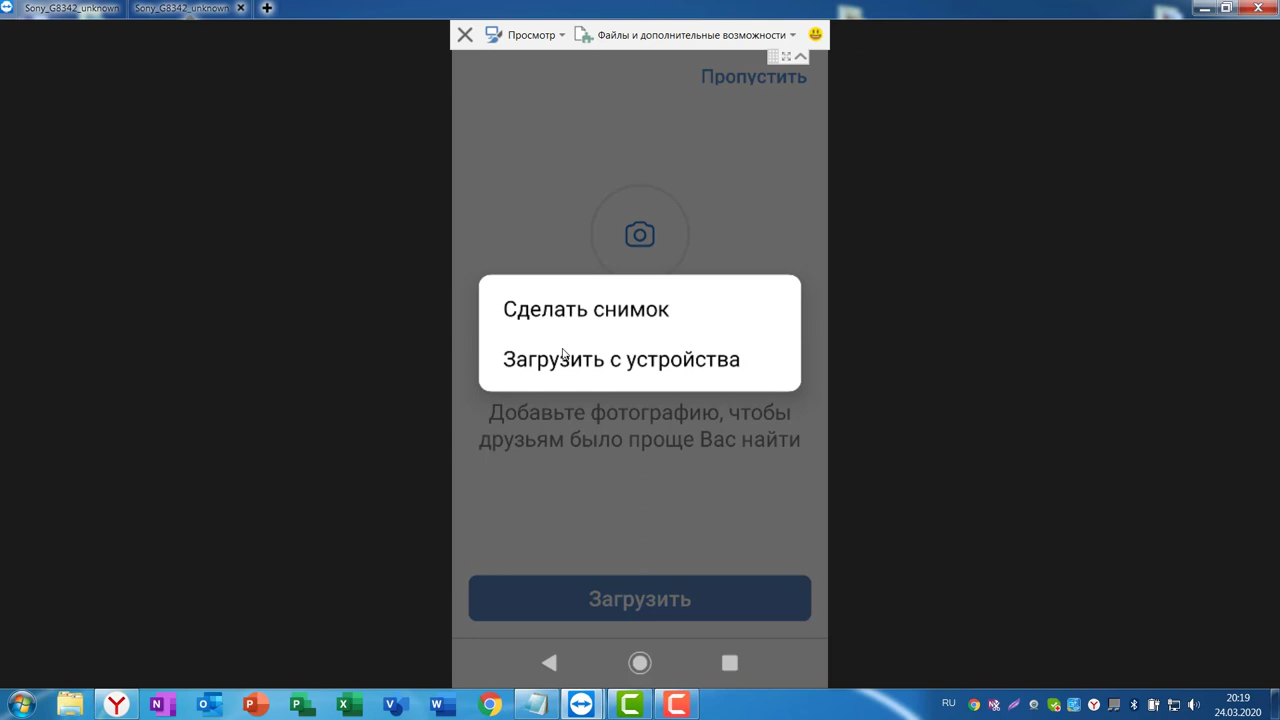 Sony_G8342_unknown
Sony_G8342_unknown
Просмотр
Файлы и дополнительные возможности
Пропустить
Сделать снимок
Загрузить с устройства
Добавьте фотографию, чтобы
друзьям было проще Вас найти
Загрузить
RU
20:19
24.03.2020